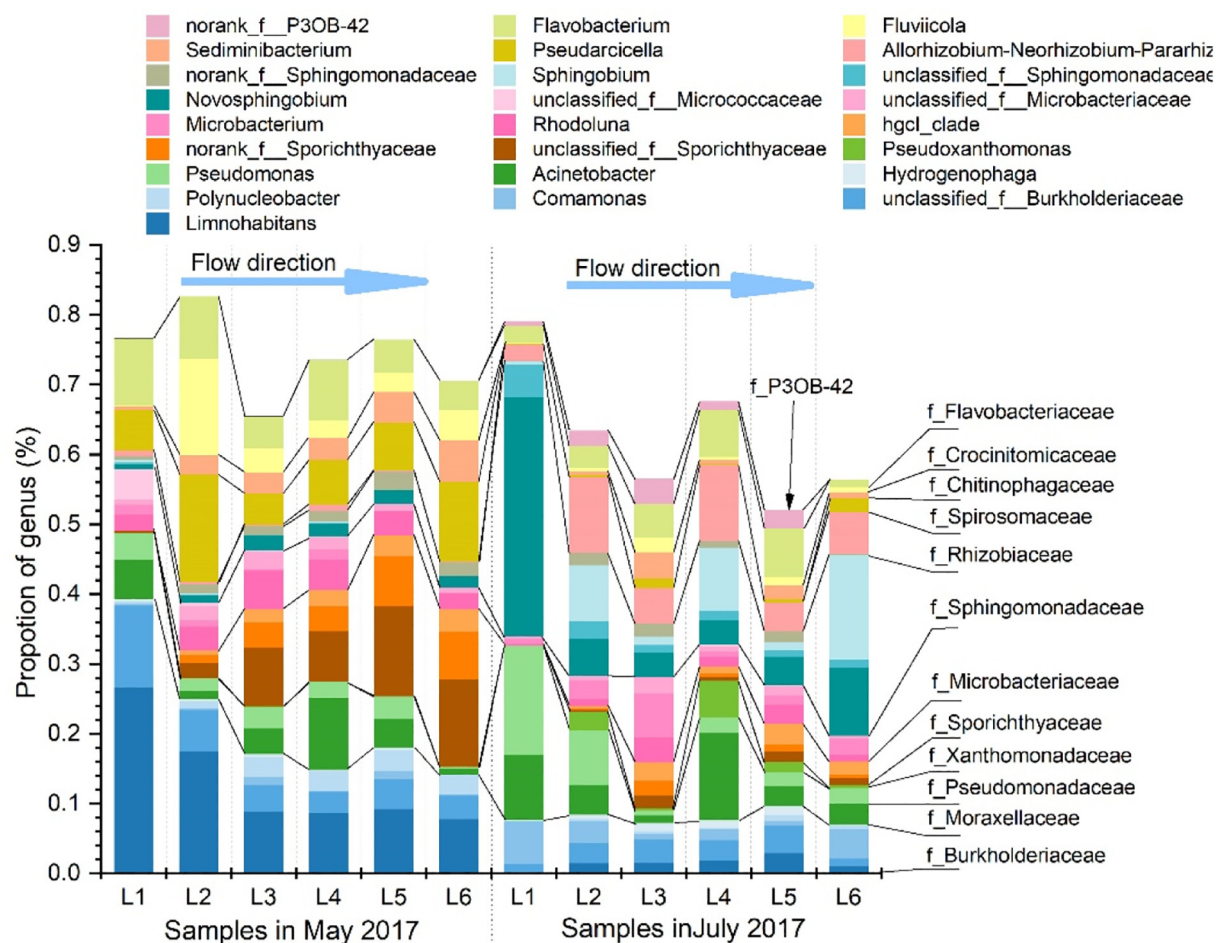 norank_f__P3OB-42 Flavobacterium Fluviicola
Sediminibacterium Pseudarcicella Allorhizobium-Neorhizobium-Pararhiz
norank_f__Sphingomonadaceae Sphingobium unclassified_f__Sphingomonadaceae
Novosphingobium unclassified_f__Micrococcaceae unclassified_f__Microbacteriaceae
Microbacterium Rhodoluna hgcI_clade
norank_f__Sporichthyaceae unclassified_f__Sporichthyaceae Pseudoxanthomonas
Pseudomonas Acinetobacter Hydrogenophaga
Polynucleobacter Comamonas unclassified_f__Burkholderiaceae
Limnohabitans
Propotion of genus (%)
0.9
0.8
0.7
0.6
0.5
0.4
0.3
0.2
0.1
0.0
Flow direction
Flow direction
f_P3OB-42
f_Flavobacteriaceae
f_Crocinitomicaceae
f_Chitinophagaceae
f_Spirosomaceae
f_Rhizobiaceae
f_Sphingomonadaceae
f_Microbacteriaceae
f_Sporichthyaceae
f_Xanthomonadaceae
f_Pseudomonadaceae
f_Moraxellaceae
f_Burkholderiaceae
L1 L2 L3 L4 L5 L6 L1 L2 L3 L4 L5 L6
Samples in May 2017 Samples inJuly 2017